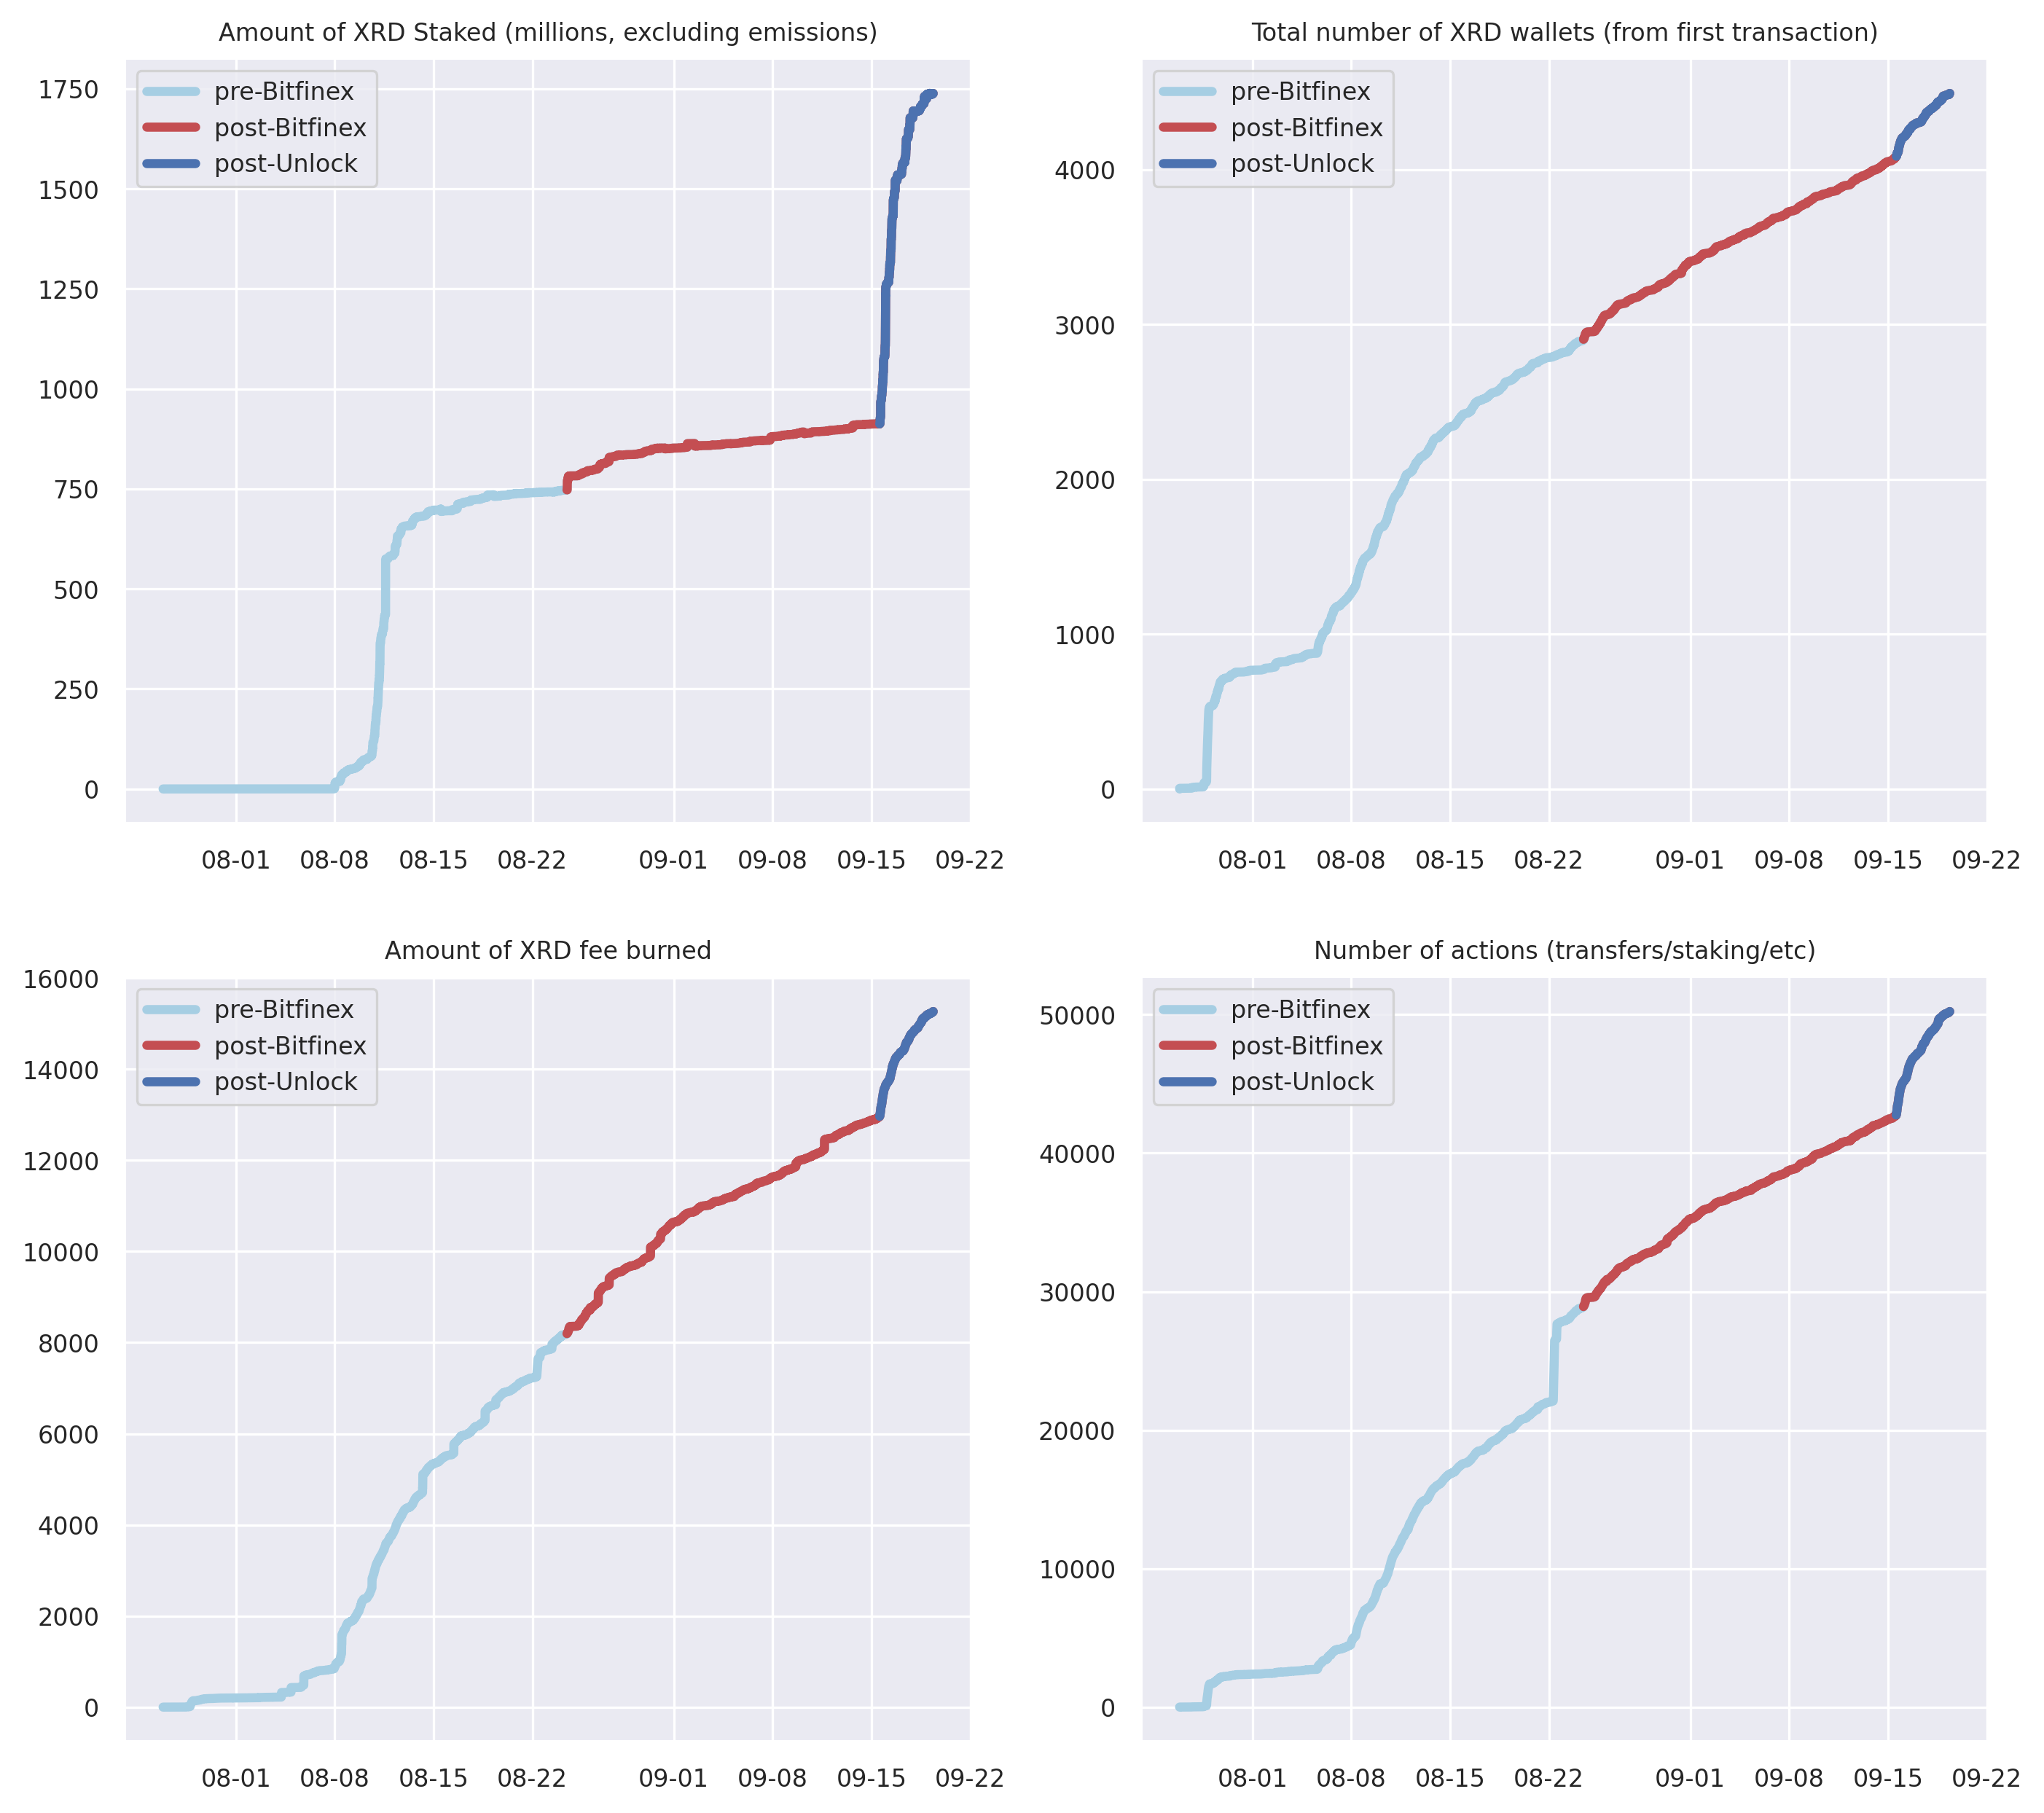 Amount of XRD Staked (millions, excluding emissions)
pre-Bitfinex
post-Bitfinex
post-Unlock
1750
1500
1250
1000
750
500
250
0
08-01 08-08 08-15 08-22 09-01 09-08 09-15 09-22
Total number of XRD wallets (from first transaction)
pre-Bitfinex
post-Bitfinex
post-Unlock
4000
3000
2000
1000
0
08-01 08-08 08-15 08-22 09-01 09-08 09-15 09-22
Amount of XRD fee burned
pre-Bitfinex
post-Bitfinex
post-Unlock
16000
14000
12000
10000
8000
6000
4000
2000
0
08-01 08-08 08-15 08-22 09-01 09-08 09-15 09-22
Number of actions (transfers/staking/etc)
pre-Bitfinex
post-Bitfinex
post-Unlock
50000
40000
30000
20000
10000
0
08-01 08-08 08-15 08-22 09-01 09-08 09-15 09-22